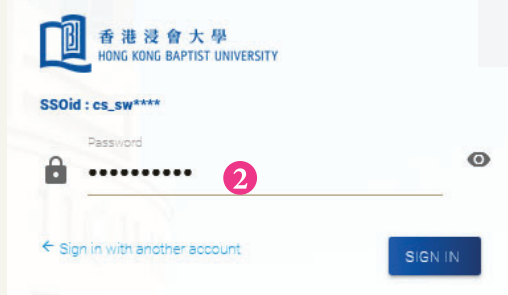 香港浸會大學
HONG KONG BAPTIST UNIVERSITY
SSOid : cs_sw****
Password
••••••••••
2
← Sign in with another account
SIGN IN